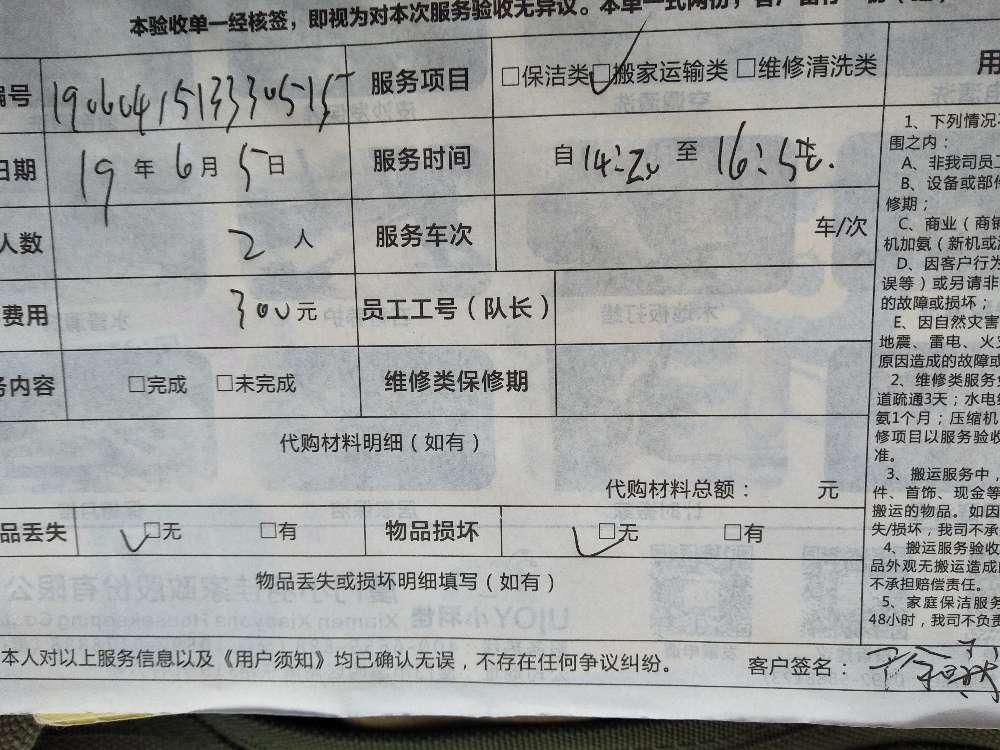 本验收单一经核签，即视为对本次服务验收无异议。本单一式两份，客户留存一份
编号 190604151333051 服务项目 □保洁类 □搬家运输类 □维修清洗类
日期 19 年 6 月 5 日 服务时间 自 14:20 至 16:50
人数 2 人 服务车次 车/次
费用 300 元 员工工号（队长）
务内容 □完成 □未完成 维修类保修期
代购材料明细（如有）
代购材料总额： 元
品丢失 □无 □有 物品损坏 □无 □有
物品丢失或损坏明细填写（如有）
本人对以上服务信息以及《用户须知》均已确认无误，不存在任何争议纠纷。 客户签名：
用
1、下列情况
围之内：
A、非我司员工
B、设备或部件
修期；
C、商业（商铺
机加氨（新机或
D、因客户行为
误等）或另请非
的故障或损坏；
E、因自然灾害
地震、雷电、火灾
原因造成的故障或
2、维修类服务
道疏通3天；水电
氨1个月；压缩机
修项目以服务验收
准。
3、搬运服务中，
件、首饰、现金等
搬运的物品。如因
失/损坏，我司不承
4、搬运服务验收
品外观无搬运造成
不承担赔偿责任。
5、家庭保洁服务
48小时，我司不负责